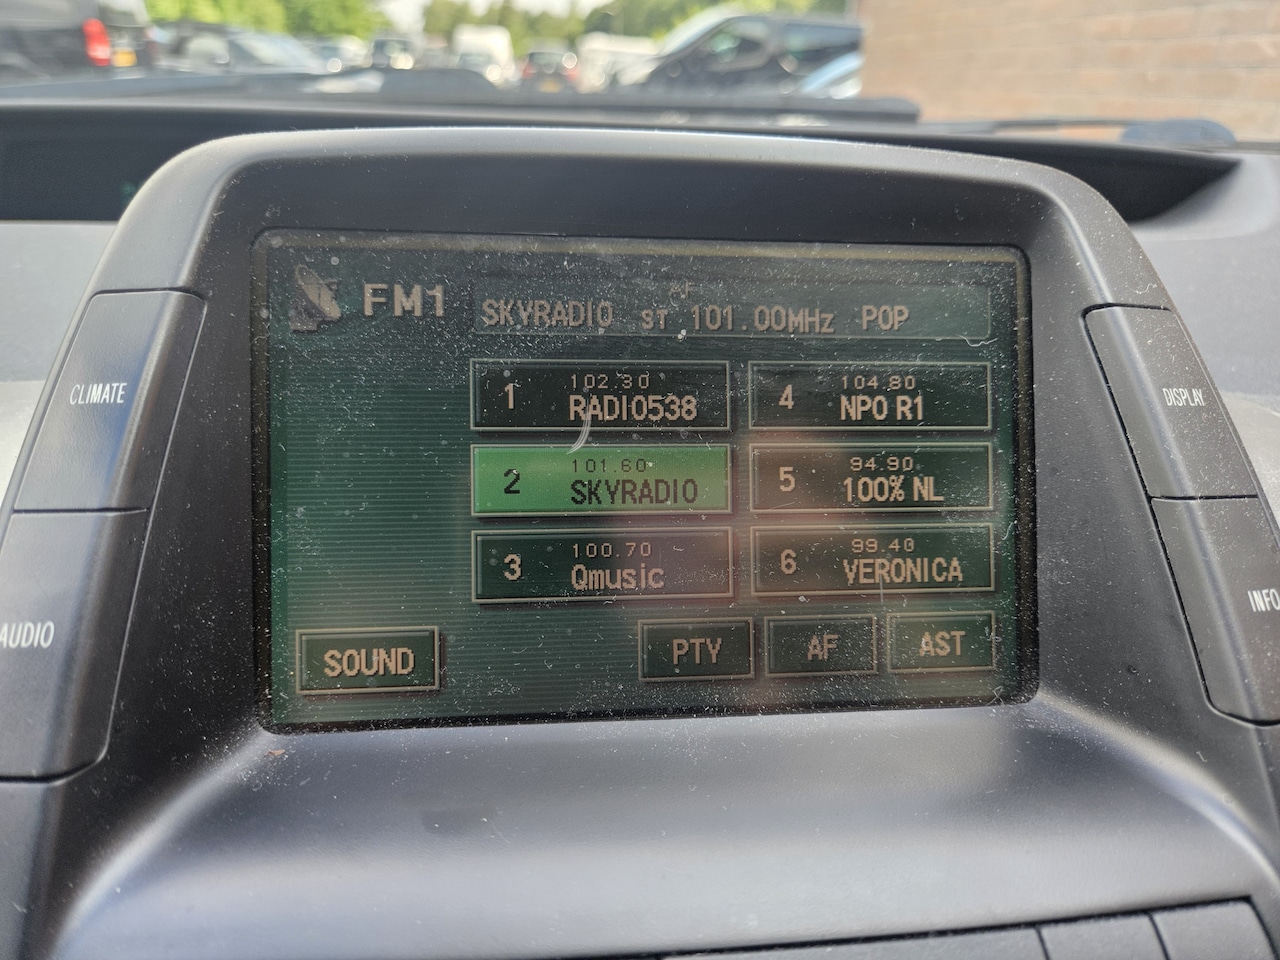 FM1
AF
SKYRADIO ST 101.00MHz POP
1 102.30 RADIO538
4 104.80 NPO R1
CLIMATE
DISPLAY
2 101.60 SKYRADIO
5 94.90 100% NL
3 100.70 Qmusic
6 99.40 VERONICA
AUDIO
INFO
SOUND
PTY
AF
AST